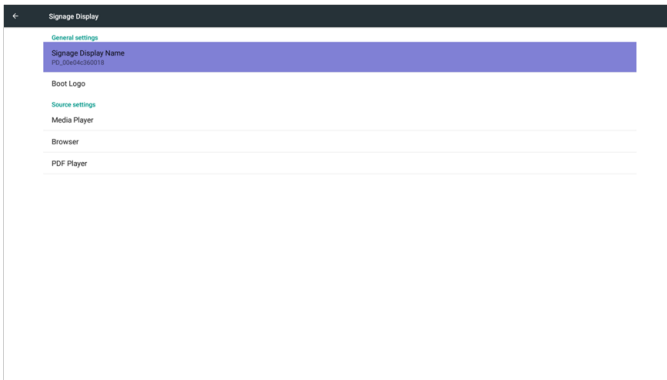 Signage Display
General settings
Signage Display Name
PD_00e04c360018
Boot Logo
Source settings
Media Player
Browser
PDF Player